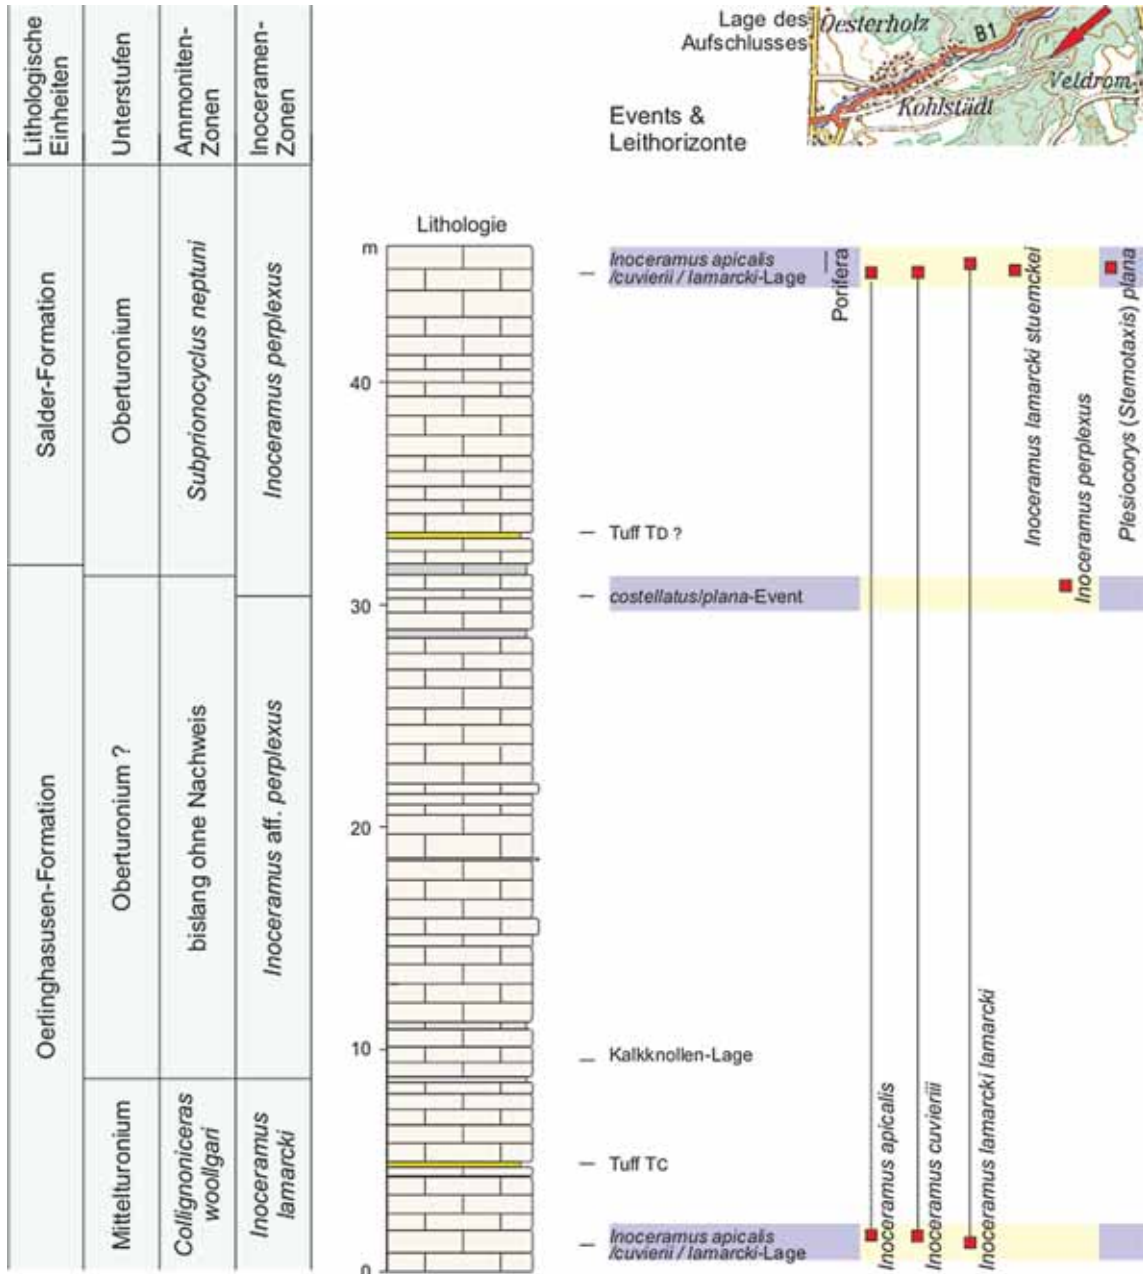 Lithologische
Einheiten
Unterstufen
Ammoniten-
Zonen
Inoceramen-
Zonen
Salder-Formation
Oerlinghasusen-Formation
Oberturonium
Oberturonium ?
Mittelturonium
Subprionocyclus neptuni
bislang ohne Nachweis
Collignoniceras
woollgari
Inoceramus perplexus
Inoceramus aff. perplexus
Inoceramus
lamarcki
Lithologie
m
40
30
20
10
0
Lage des
Aufschlusses
Oesterholz
B1
Kohlstädt
Veldrom
Events &
Leithorizonte
Inoceramus apicalis
/cuvierii / lamarcki-Lage
Tuff TD ?
costellatus/plana-Event
Kalkknollen-Lage
Tuff TC
Inoceramus apicalis
/cuvierii / lamarcki-Lage
Porifera
Inoceramus apicalis
Inoceramus cuvieriii
Inoceramus lamarcki lamarcki
Inoceramus lamarcki stuemckei
Inoceramus perplexus
Plesiocorys (Sternotaxis) plana